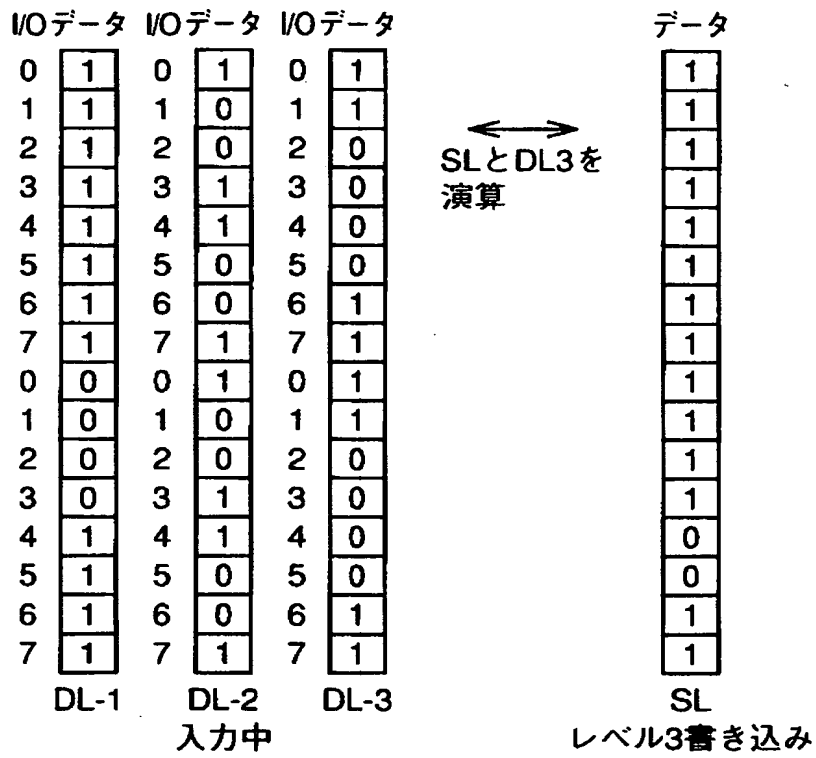 I/Oデータ I/Oデータ I/Oデータ データ
0 1 0 1 0 1 1
1 1 1 0 1 1 1
2 1 2 0 2 0 1
3 1 3 1 3 0 1
4 1 4 1 4 0 1
5 1 5 0 5 0 1
6 1 6 0 6 1 1
7 1 7 1 7 1 1
0 0 0 1 0 1 1
1 0 1 0 1 1 1
2 0 2 0 2 0 1
3 0 3 1 3 0 1
4 1 4 1 4 0 0
5 1 5 0 5 0 0
6 1 6 0 6 1 1
7 1 7 1 7 1 1
SLとDL3を
演算
DL-1 DL-2 DL-3 SL
入力中 レベル3書き込み